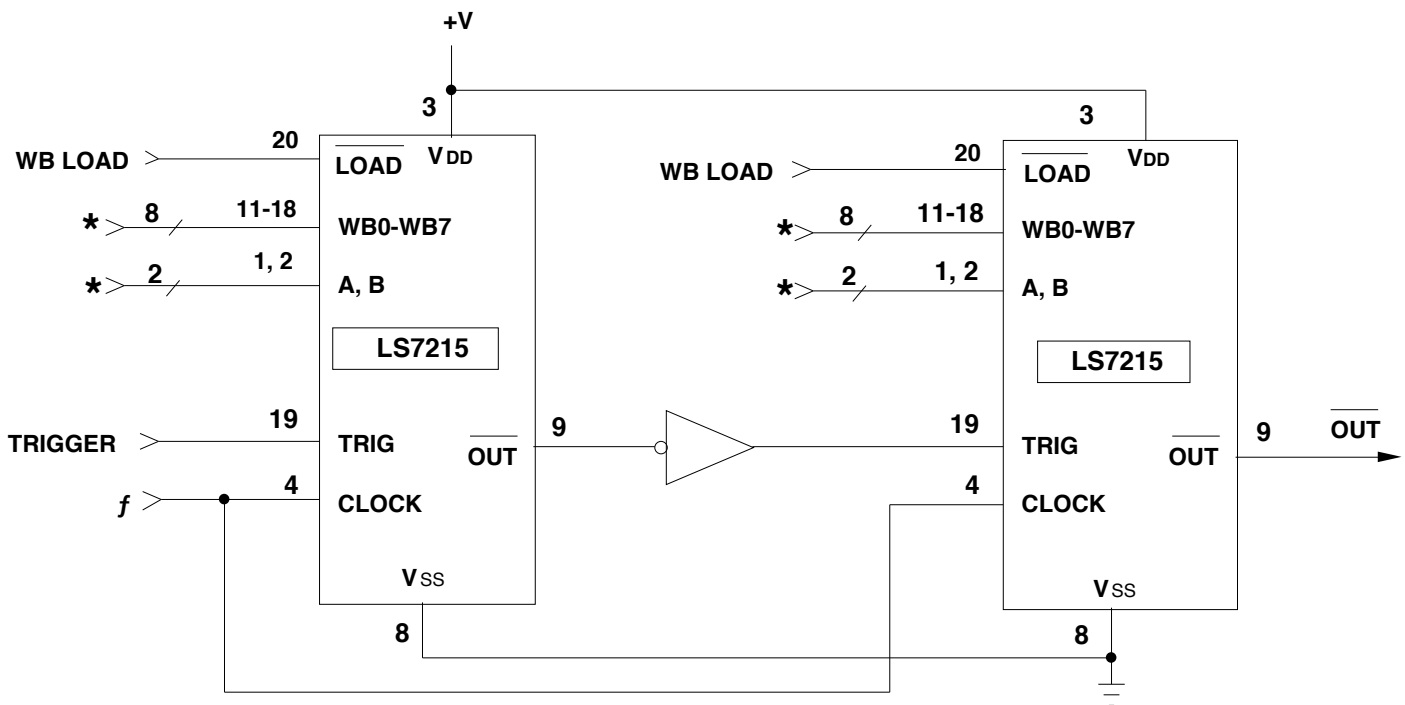 +V
3
3
20
LOAD
VDD
WB LOAD
20
LOAD
VDD
WB LOAD
*
8
11-18
WB0-WB7
*
8
11-18
WB0-WB7
*
2
1, 2
A, B
*
2
1, 2
A, B
LS7215
LS7215
TRIGGER
19
TRIG
OUT
9
19
TRIG
OUT
9
OUT
f
4
CLOCK
4
CLOCK
VSS
VSS
8
8